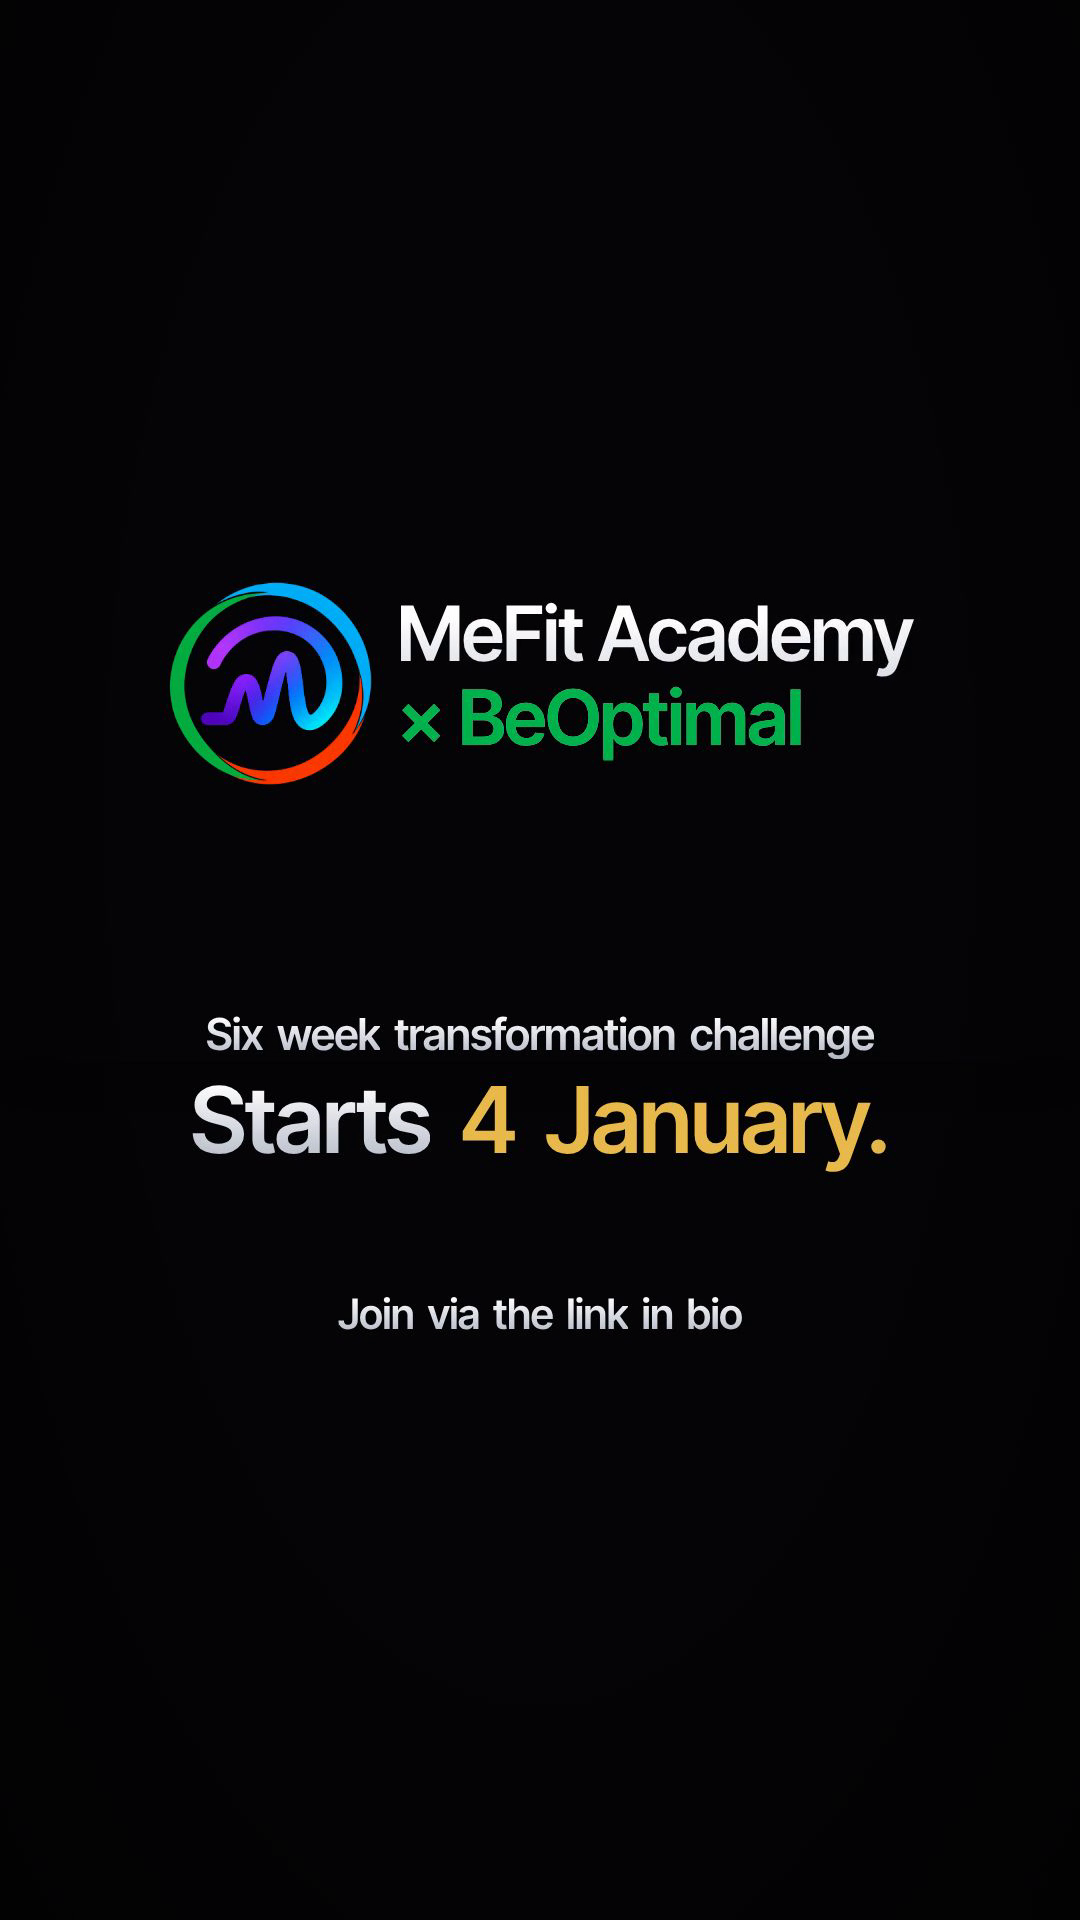 MeFit Academy
× BeOptimal
Six week transformation challenge
Starts 4 January.
Join via the link in bio